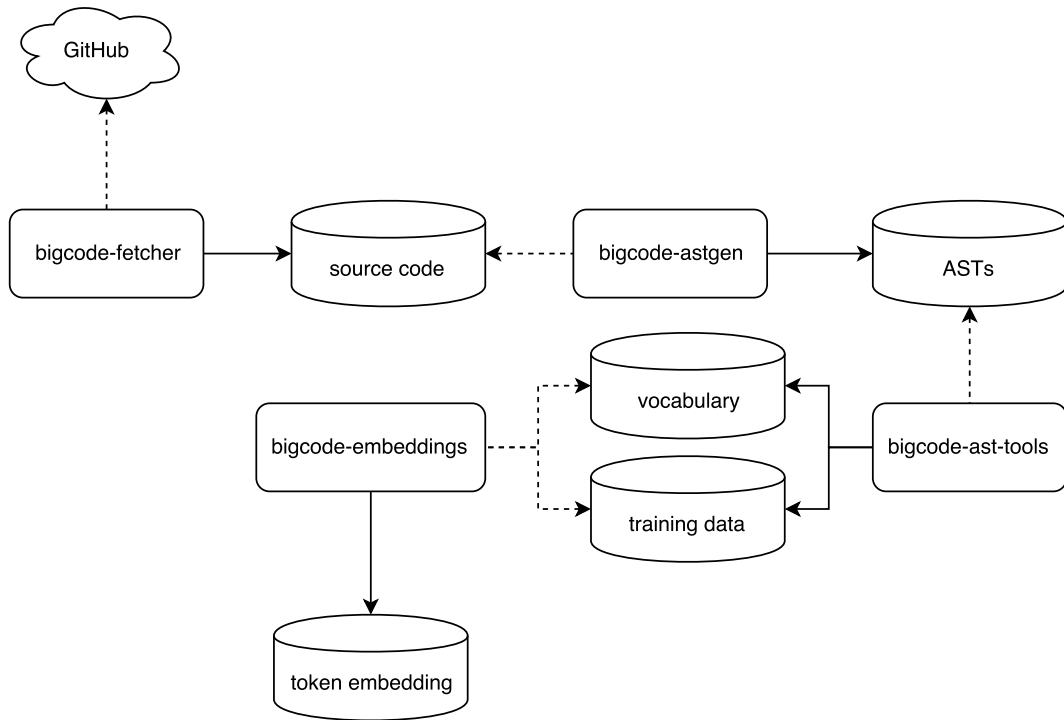 GitHub
bigcode-fetcher
source code
bigcode-astgen
ASTs
vocabulary
bigcode-embeddings
bigcode-ast-tools
training data
token embedding